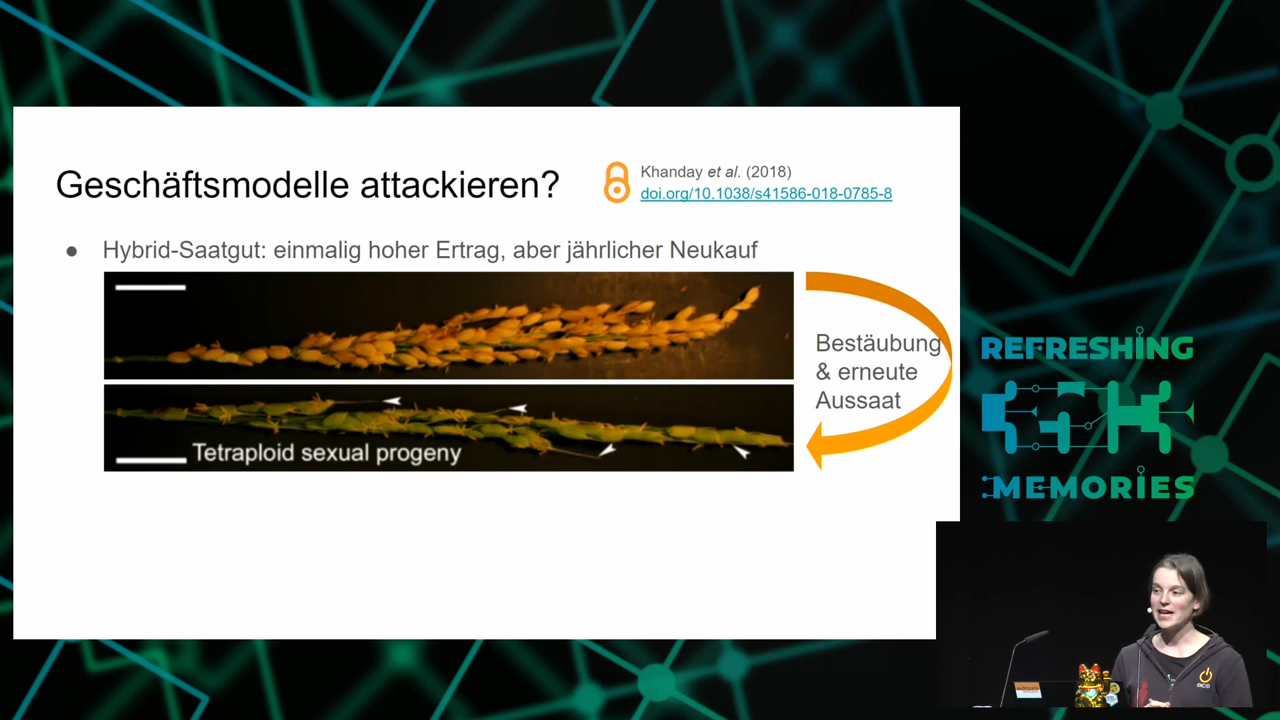 Geschäftsmodelle attackieren?
Khanday et al. (2018)
doi.org/10.1038/s41586-018-0785-8
● Hybrid-Saatgut: einmalig hoher Ertrag, aber jährlicher Neukauf
Bestäubung
& erneute
Aussaat
Tetraploid sexual progeny
REFRESHING
MEMORIES